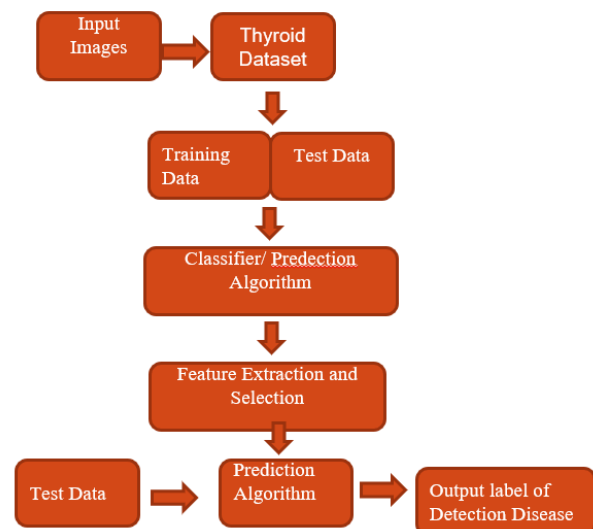 Input
Images
Thyroid
Dataset
Training
Data
Test Data
Classifier/ Predection
Algorithm
Feature Extraction and
Selection
Test Data
Prediction
Algorithm
Output label of
Detection Disease